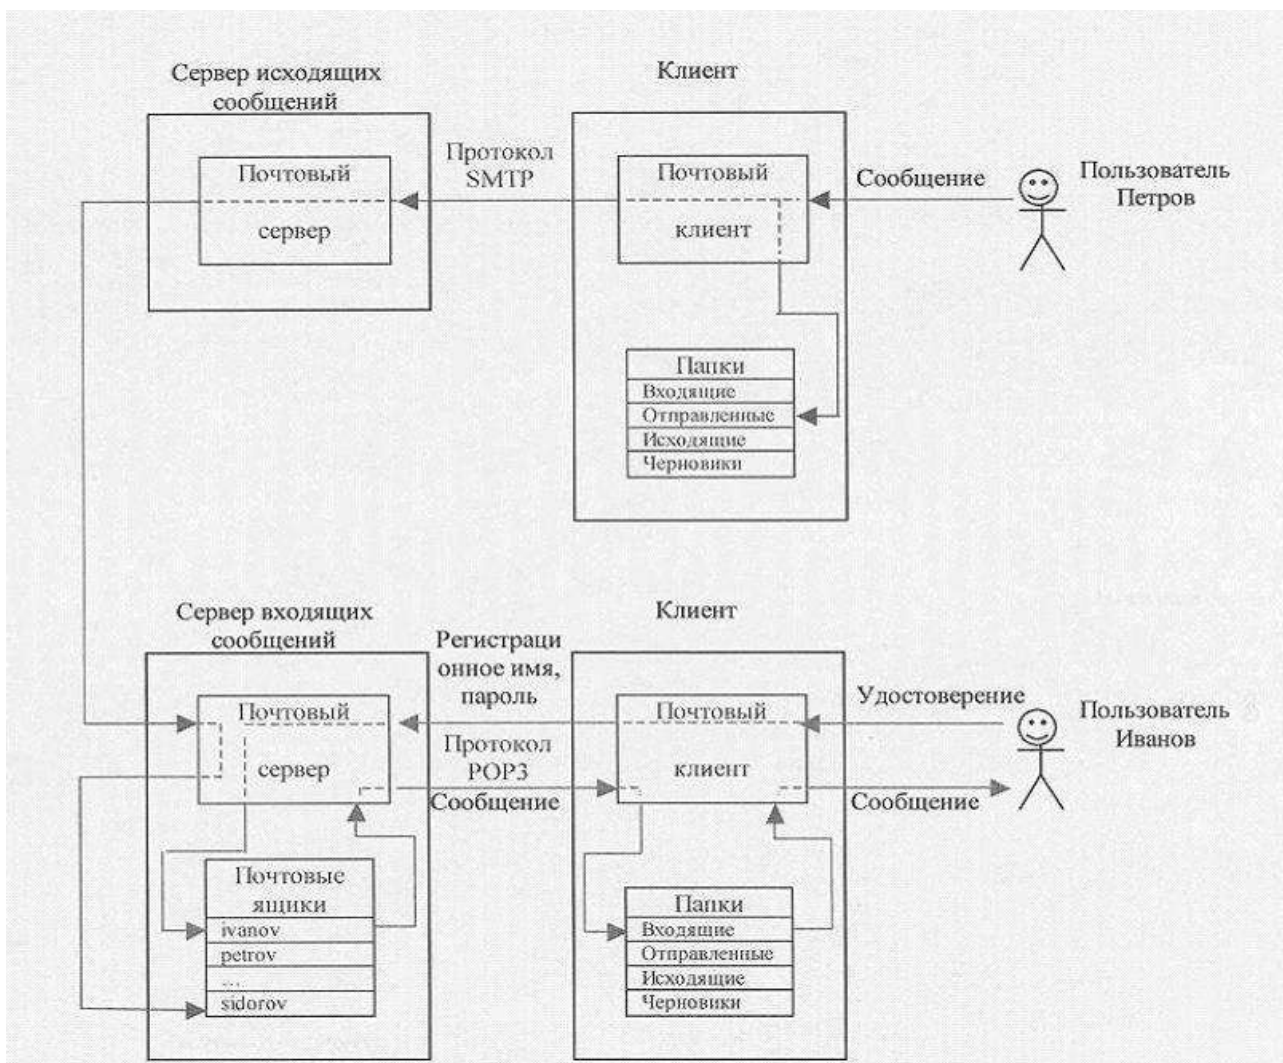 Сервер исходящих
сообщений
Клиент
Почтовый
сервер
Протокол
SMTP
Почтовый
клиент
Сообщение
Пользователь
Петров
Папки
Входящие
Отправленные
Исходящие
Черновики
Сервер входящих
сообщений
Клиент
Регистраци
онное имя,
пароль
Почтовый
сервер
Протокол
POP3
Сообщение
Почтовый
клиент
Удостоверение
Сообщение
Пользователь
Иванов
Почтовые
ящики
ivanov
petrov
...
sidorov
Папки
Входящие
Отправленные
Исходящие
Черновики